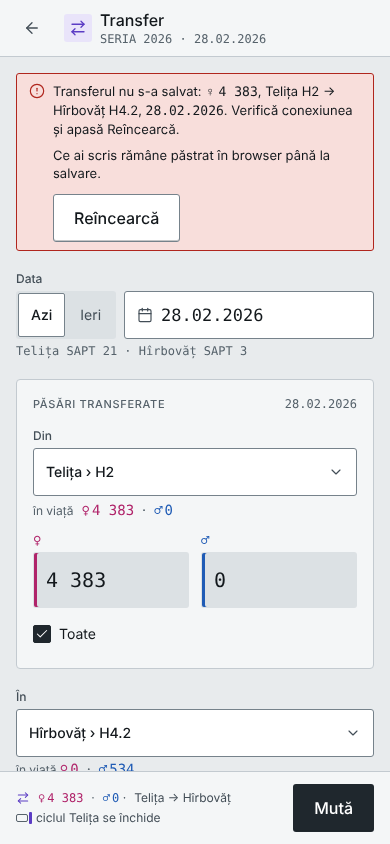 Transfer
SERIA 2026 · 28.02.2026
Transferul nu s-a salvat: ♀ 4 383, Telița H2 →
Hîrbovăț H4.2, 28.02.2026. Verifică conexiunea
și apasă Reîncearcă.
Ce ai scris rămâne păstrat în browser până la
salvare.
Reîncearcă
Data
Azi Ieri 28.02.2026
Telița SAPT 21 · Hîrbovăț SAPT 3
PĂSĂRI TRANSFERATE 28.02.2026
Din
Telița › H2
în viață ♀4 383 · ♂0
♀ ♂
4 383 0
Toate
În
Hîrbovăț › H4.2
în viață ♀0 · ♂534
♀4 383 · ♂0 · Telița → Hîrbovăț
ciclul Telița se închide
Mută